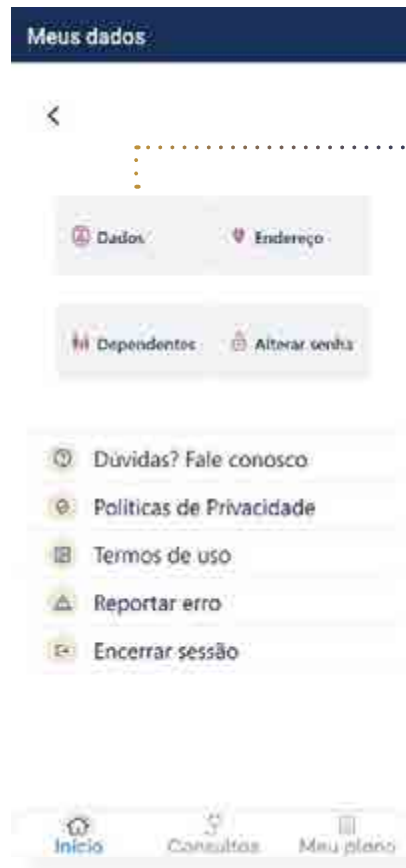 Meus dados
Dados
Endereço
Dependentes
Alterar senha
Dúvidas? Fale conosco
Políticas de Privacidade
Termos de uso
Reportar erro
Encerrar sessão
Início
Consultas
Meu plano